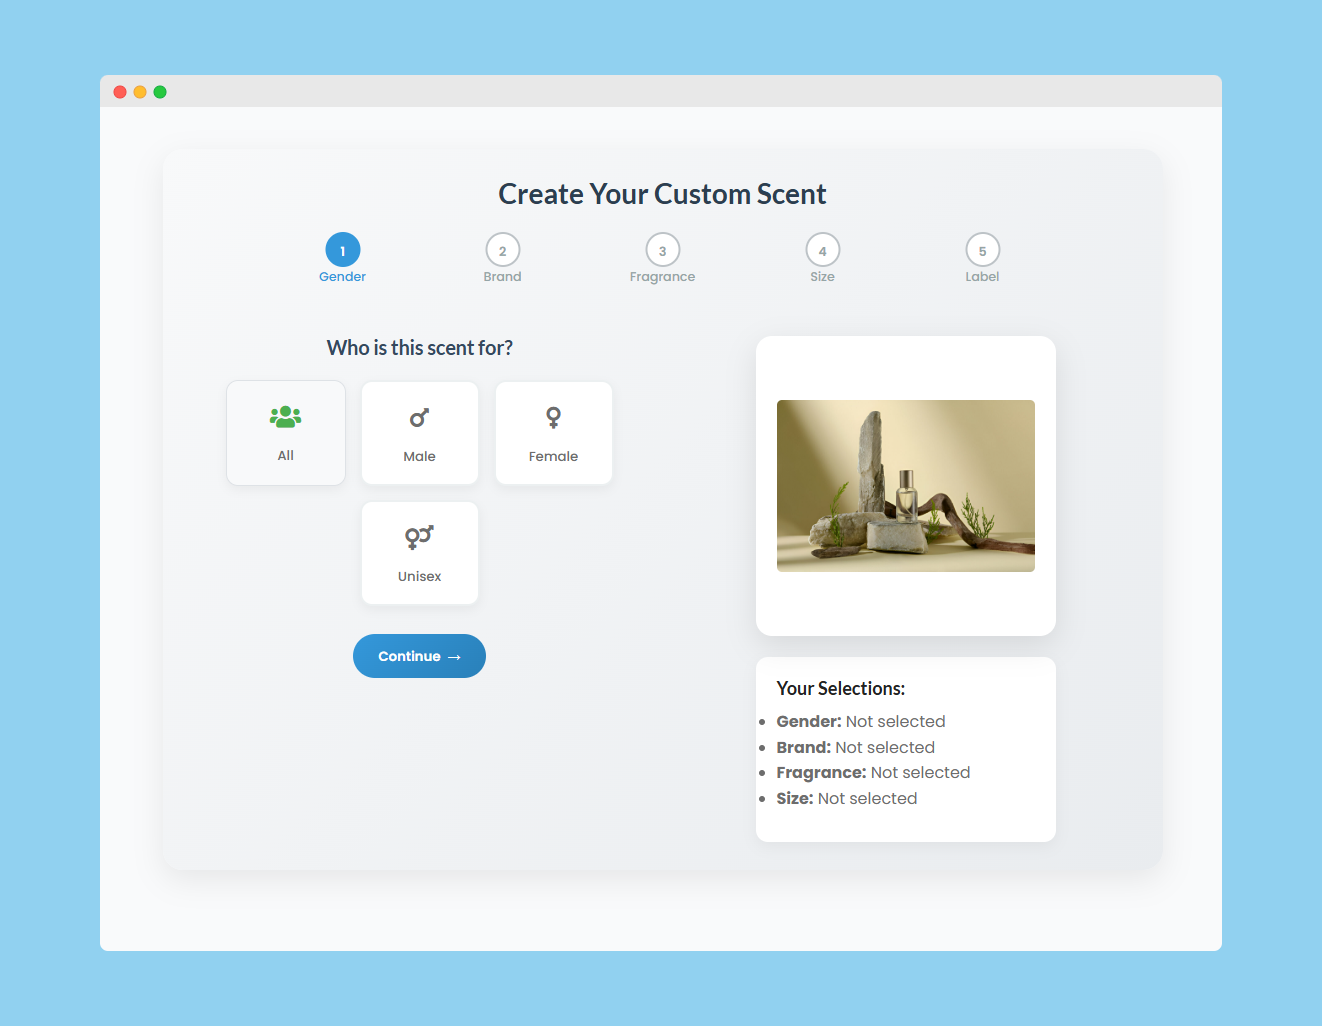 Create Your Custom Scent
1 2 3 4 5
Gender Brand Fragrance Size Label
Who is this scent for?
All Male Female
Unisex
Continue →
Your Selections:
• Gender: Not selected
• Brand: Not selected
• Fragrance: Not selected
• Size: Not selected